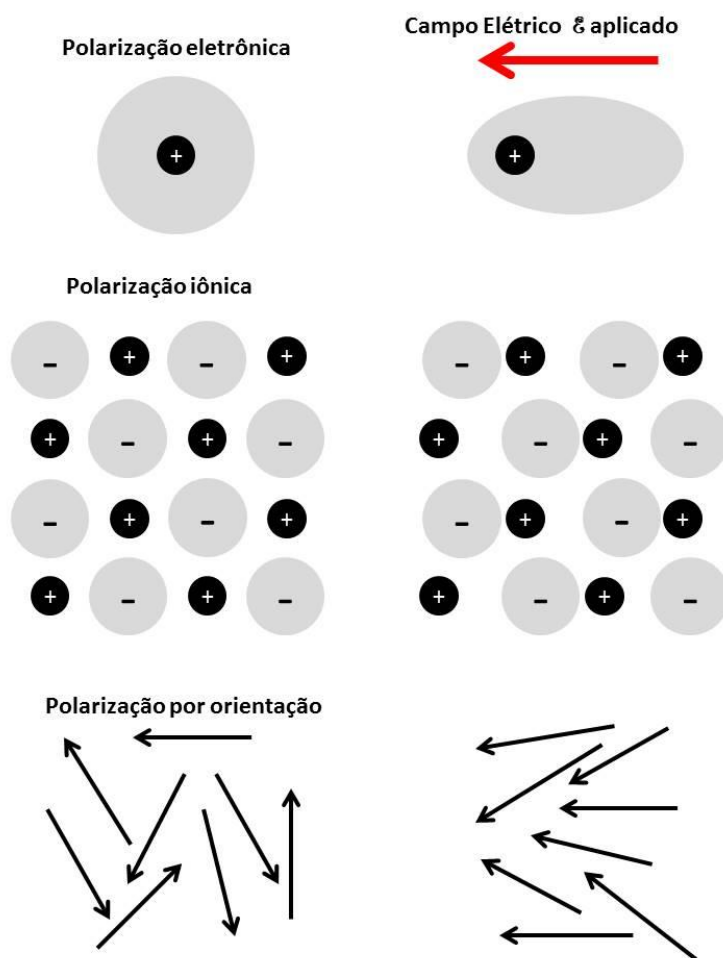 Polarização eletrônica
Campo Elétrico ℰ aplicado
+
+
Polarização iônica
- + - +
- + - +
+ - + -
+ - + -
- + - +
- + - +
+ - + -
+ - + -
Polarização por orientação